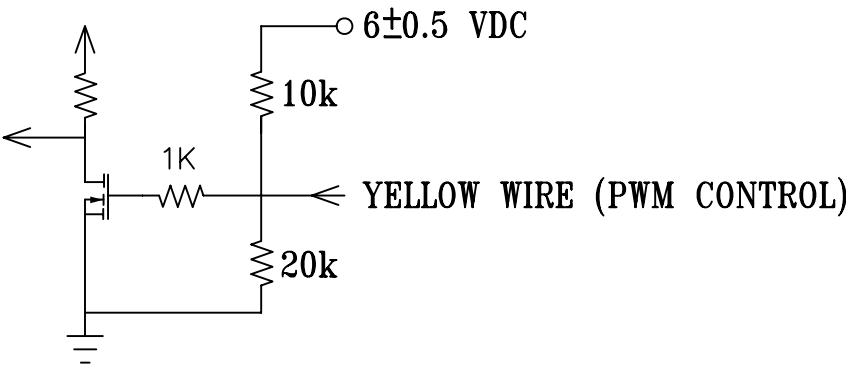 6±0.5 VDC
10k
1K
YELLOW WIRE (PWM CONTROL)
20k